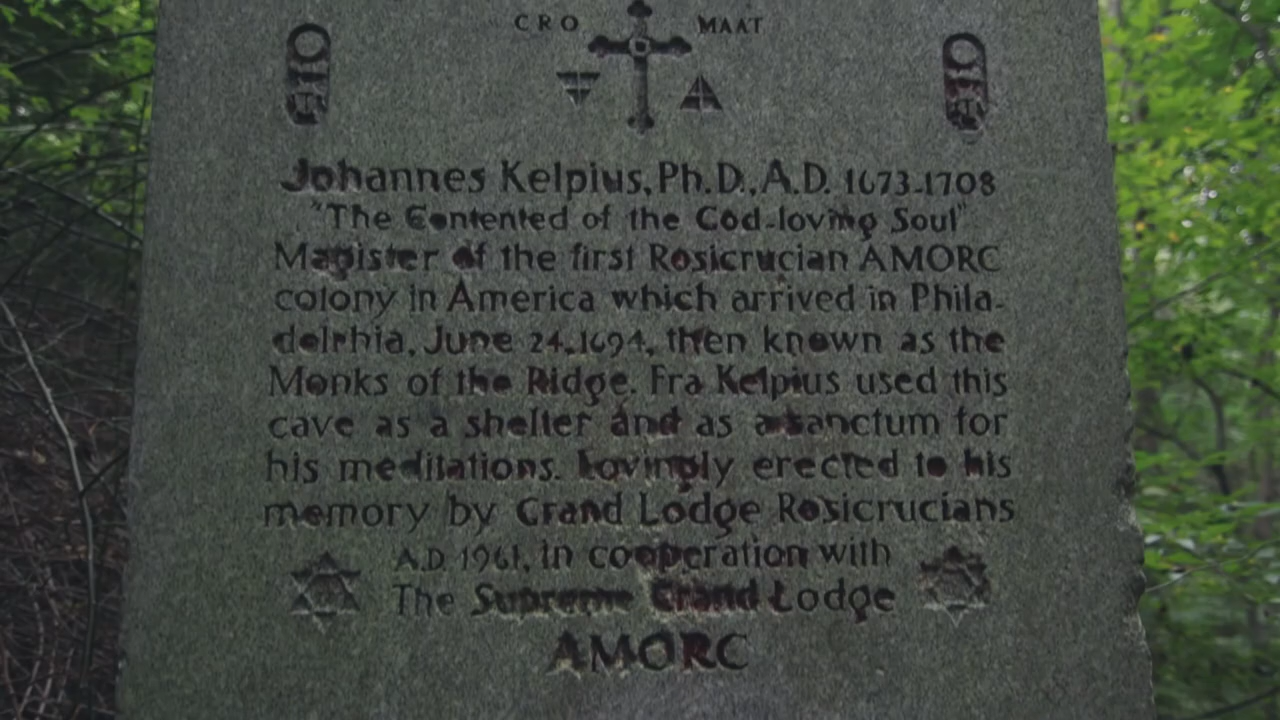 CRO MAAT
Johannes Kelpius, Ph.D., A.D. 1673-1708
"The Contented of the God-loving Soul"
Magister of the first Rosicrucian AMORC
colony in America which arrived in Phila-
delphia, June 24, 1694, then known as the
Monks of the Ridge. Fra Kelpius used this
cave as a shelter and as a sanctum for
his meditations. Lovingly erected to his
memory by Grand Lodge Rosicrucians
A.D. 1961, in cooperation with
The Supreme Grand Lodge
AMORC